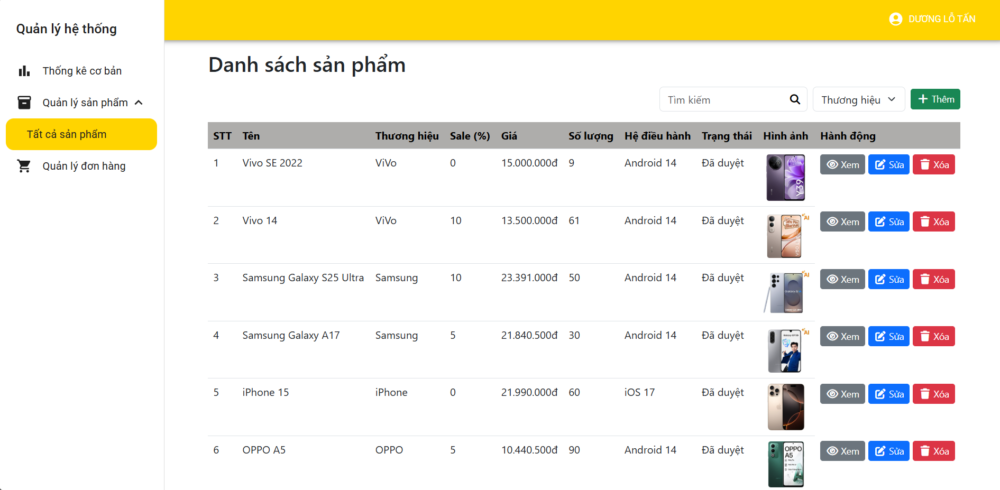 Quản lý hệ thống
DƯƠNG LỖ TẤN
Thống kê cơ bản
Quản lý sản phẩm
Tất cả sản phẩm
Quản lý đơn hàng
Danh sách sản phẩm
Tìm kiếm
Thương hiệu
Thêm
STT Tên Thương hiệu Sale (%) Giá Số lượng Hệ điều hành Trạng thái Hình ảnh Hành động
1 Vivo SE 2022 ViVo 0 15.000.000đ 9 Android 14 Đã duyệt Xem Sửa Xóa
Y39
2 Vivo 14 ViVo 10 13.500.000đ 61 Android 14 Đã duyệt Xem Sửa Xóa
AI
3 Samsung Galaxy S25 Ultra Samsung 10 23.391.000đ 50 Android 14 Đã duyệt Xem Sửa Xóa
AI
Galaxy AI
4 Samsung Galaxy A17 Samsung 5 21.840.500đ 30 Android 14 Đã duyệt Xem Sửa Xóa
AI
Galaxy A17 5G
5 iPhone 15 iPhone 0 21.990.000đ 60 iOS 17 Đã duyệt Xem Sửa Xóa
6 OPPO A5 OPPO 5 10.440.500đ 90 Android 14 Đã duyệt Xem Sửa Xóa
OPPO
A5